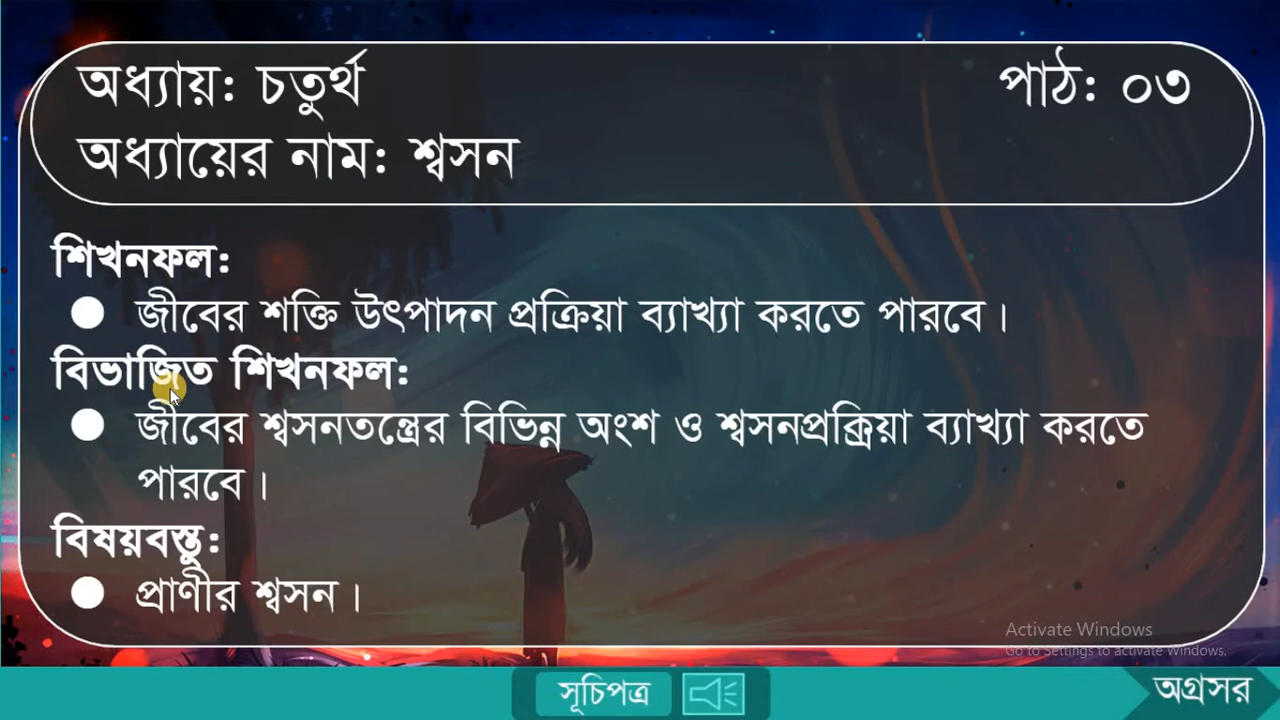 অধ্যায়: চতুর্থ
পাঠ: ০৩
অধ্যায়ের নাম: শ্বসন
শিখনফল:
● জীবের শক্তি উৎপাদন প্রক্রিয়া ব্যাখ্যা করতে পারবে।
বিভাজিত শিখনফল:
● জীবের শ্বসনতন্ত্রের বিভিন্ন অংশ ও শ্বসনপ্রক্রিয়া ব্যাখ্যা করতে
পারবে।
বিষয়বস্তু:
● প্রাণীর শ্বসন।
Activate Windows
Go to Settings to activate Windows.
সূচিপত্র
অগ্রসর